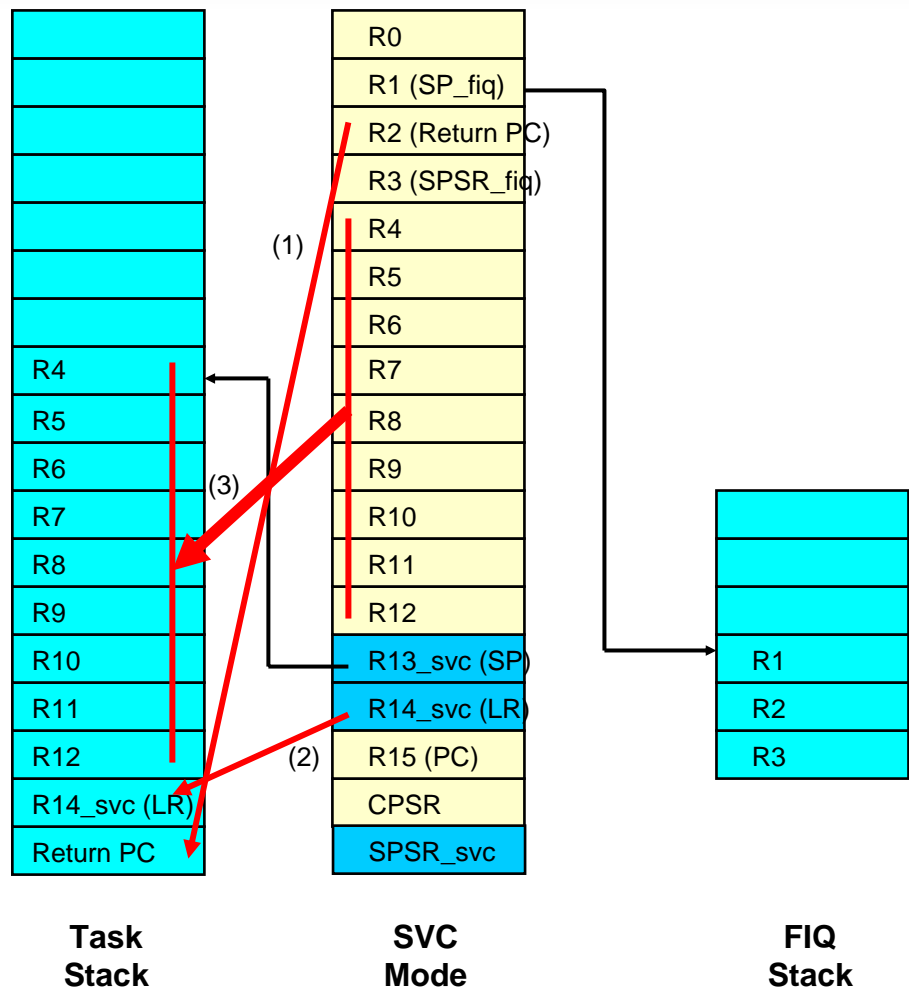 R0
R1 (SP_fiq)
R2 (Return PC)
R3 (SPSR_fiq)
R4
R5
R6
R7
R8
R9
R10
R11
R12
R13_svc (SP)
R14_svc (LR)
R15 (PC)
CPSR
SPSR_svc
(1)
(3)
(2)
R4
R5
R6
R7
R8
R9
R10
R11
R12
R14_svc (LR)
Return PC
R1
R2
R3
Task
Stack
SVC
Mode
FIQ
Stack